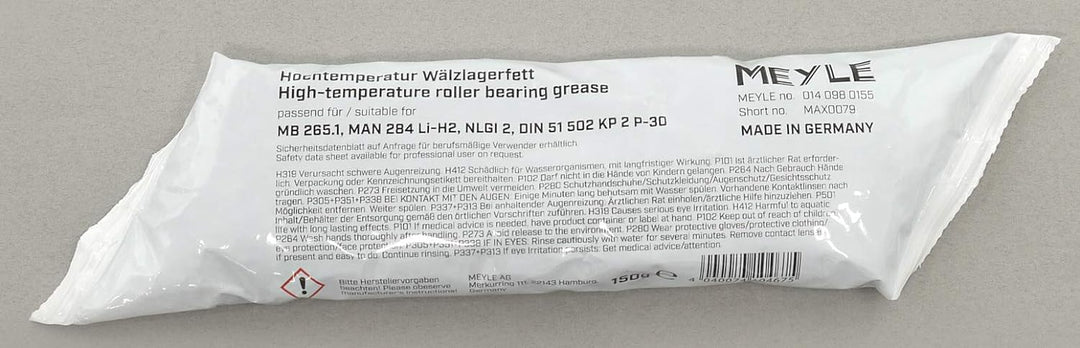 Hochtemperatur Wälzlagerfett
High-temperature roller bearing grease
passend für / suitable for
MB 265.1, MAN 284 Li-H2, NLGI 2, DIN 51 502 KP 2 P-30
Sicherheitsdatenblatt auf Anfrage für berufsmäßige Verwender erhältlich.
Safety date sheet available for professional user on request.
MEYLE
MEYLE no. 014 098 0155
Short no. MAX0079
MADE IN GERMANY
H319 Verursacht schwere Augenreizung. H412 Schädlich für Wasserorganismen, mit langfristiger Wirkung. P101 Ist ärztlicher Rat erforder-
lich, Verpackung oder Kennzeichnungsetikett bereithalten. P102 Darf nicht in die Hände von Kindern gelangen. P264 Nach Gebrauch Hände
gründlich waschen. P273 Freisetzung in die Umwelt vermeiden. P280 Schutzhandschuhe/Schutzkleidung/Augenschutz/Gesichtsschutz
tragen. P305+P351+P338 BEI KONTAKT MIT DEN AUGEN: Einige Minuten lang behutsam mit Wasser spülen. Vorhandene Kontaktlinsen nach
Möglichkeit entfernen. Weiter spülen. P337+P313 Bei anhaltender Augenreizung: Ärztlichen Rat einholen/ärztliche Hilfe hinzuziehen. P501
Inhalt/Behälter der Entsorgung gemäß den örtlichen Vorschriften zuführen. H319 Causes serious eye irritation. H412 Harmful to aquatic
life with long lasting effects. P101 If medical advice is needed, have product container or label at hand. P102 Keep out of reach of children.
P264 Wash hands thoroughly after handling. P273 Avoid release to the environment. P280 Wear protective gloves/protective clothing/
eye protection/face protection. P305+P351+P338 IF IN EYES: Rinse cautiously with water for several minutes. Remove contact lens if
if present and easy to do. Continue rinsing. P337+P313 If eye irritation persists: Get medical advice/attention.
Bitte Herstellervorgaben
beachten! Please observe
manufacturer's instructions!
MEYLE AG
Merkurring 111, 22143 Hamburg,
Germany
150g e